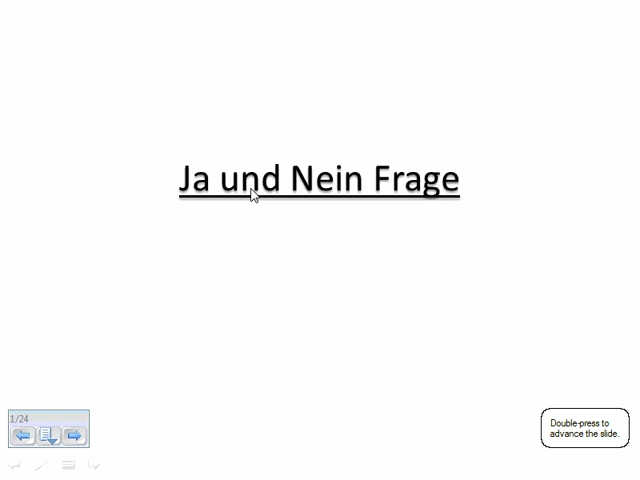 Ja und Nein Frage
1/24
Double-press to
advance the slide.